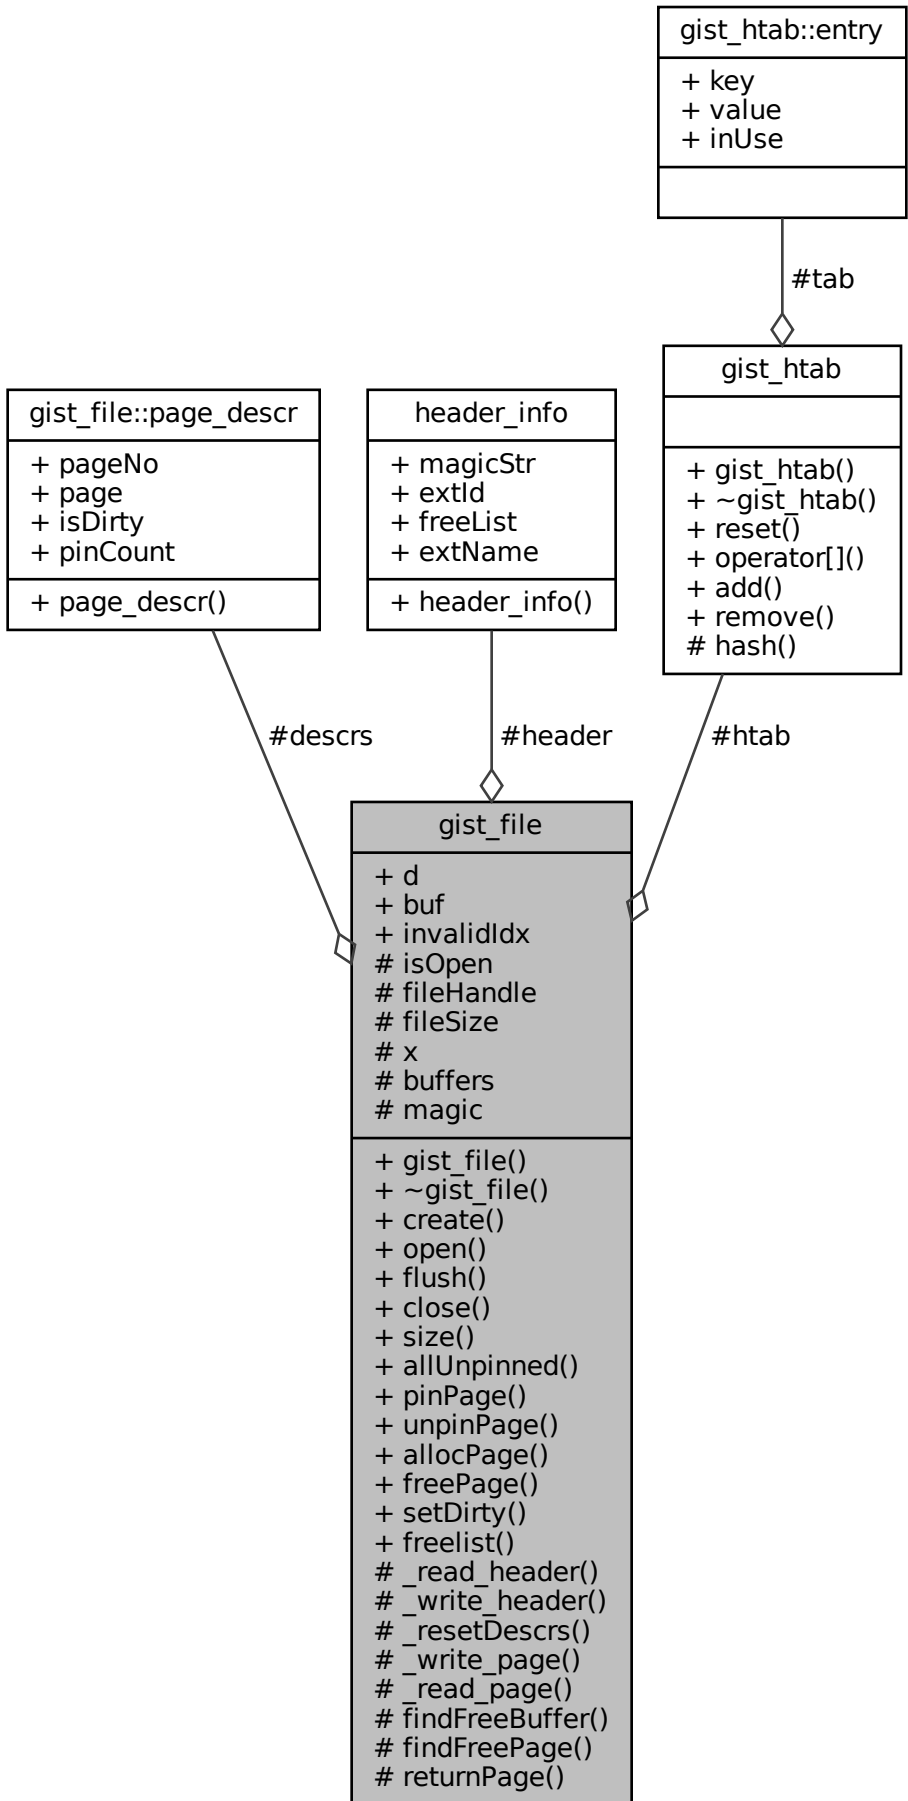 gist_htab::entry
+ key
+ value
+ inUse
#tab
gist_htab
+ gist_htab()
+ ~gist_htab()
+ reset()
+ operator[]()
+ add()
+ remove()
# hash()
gist_file::page_descr
+ pageNo
+ page
+ isDirty
+ pinCount
+ page_descr()
header_info
+ magicStr
+ extId
+ freeList
+ extName
+ header_info()
#descrs
#header
#htab
gist_file
+ d
+ buf
+ invalidIdx
# isOpen
# fileHandle
# fileSize
# x
# buffers
# magic
+ gist_file()
+ ~gist_file()
+ create()
+ open()
+ flush()
+ close()
+ size()
+ allUnpinned()
+ pinPage()
+ unpinPage()
+ allocPage()
+ freePage()
+ setDirty()
+ freelist()
# _read_header()
# _write_header()
# _resetDescrs()
# _write_page()
# _read_page()
# findFreeBuffer()
# findFreePage()
# returnPage()